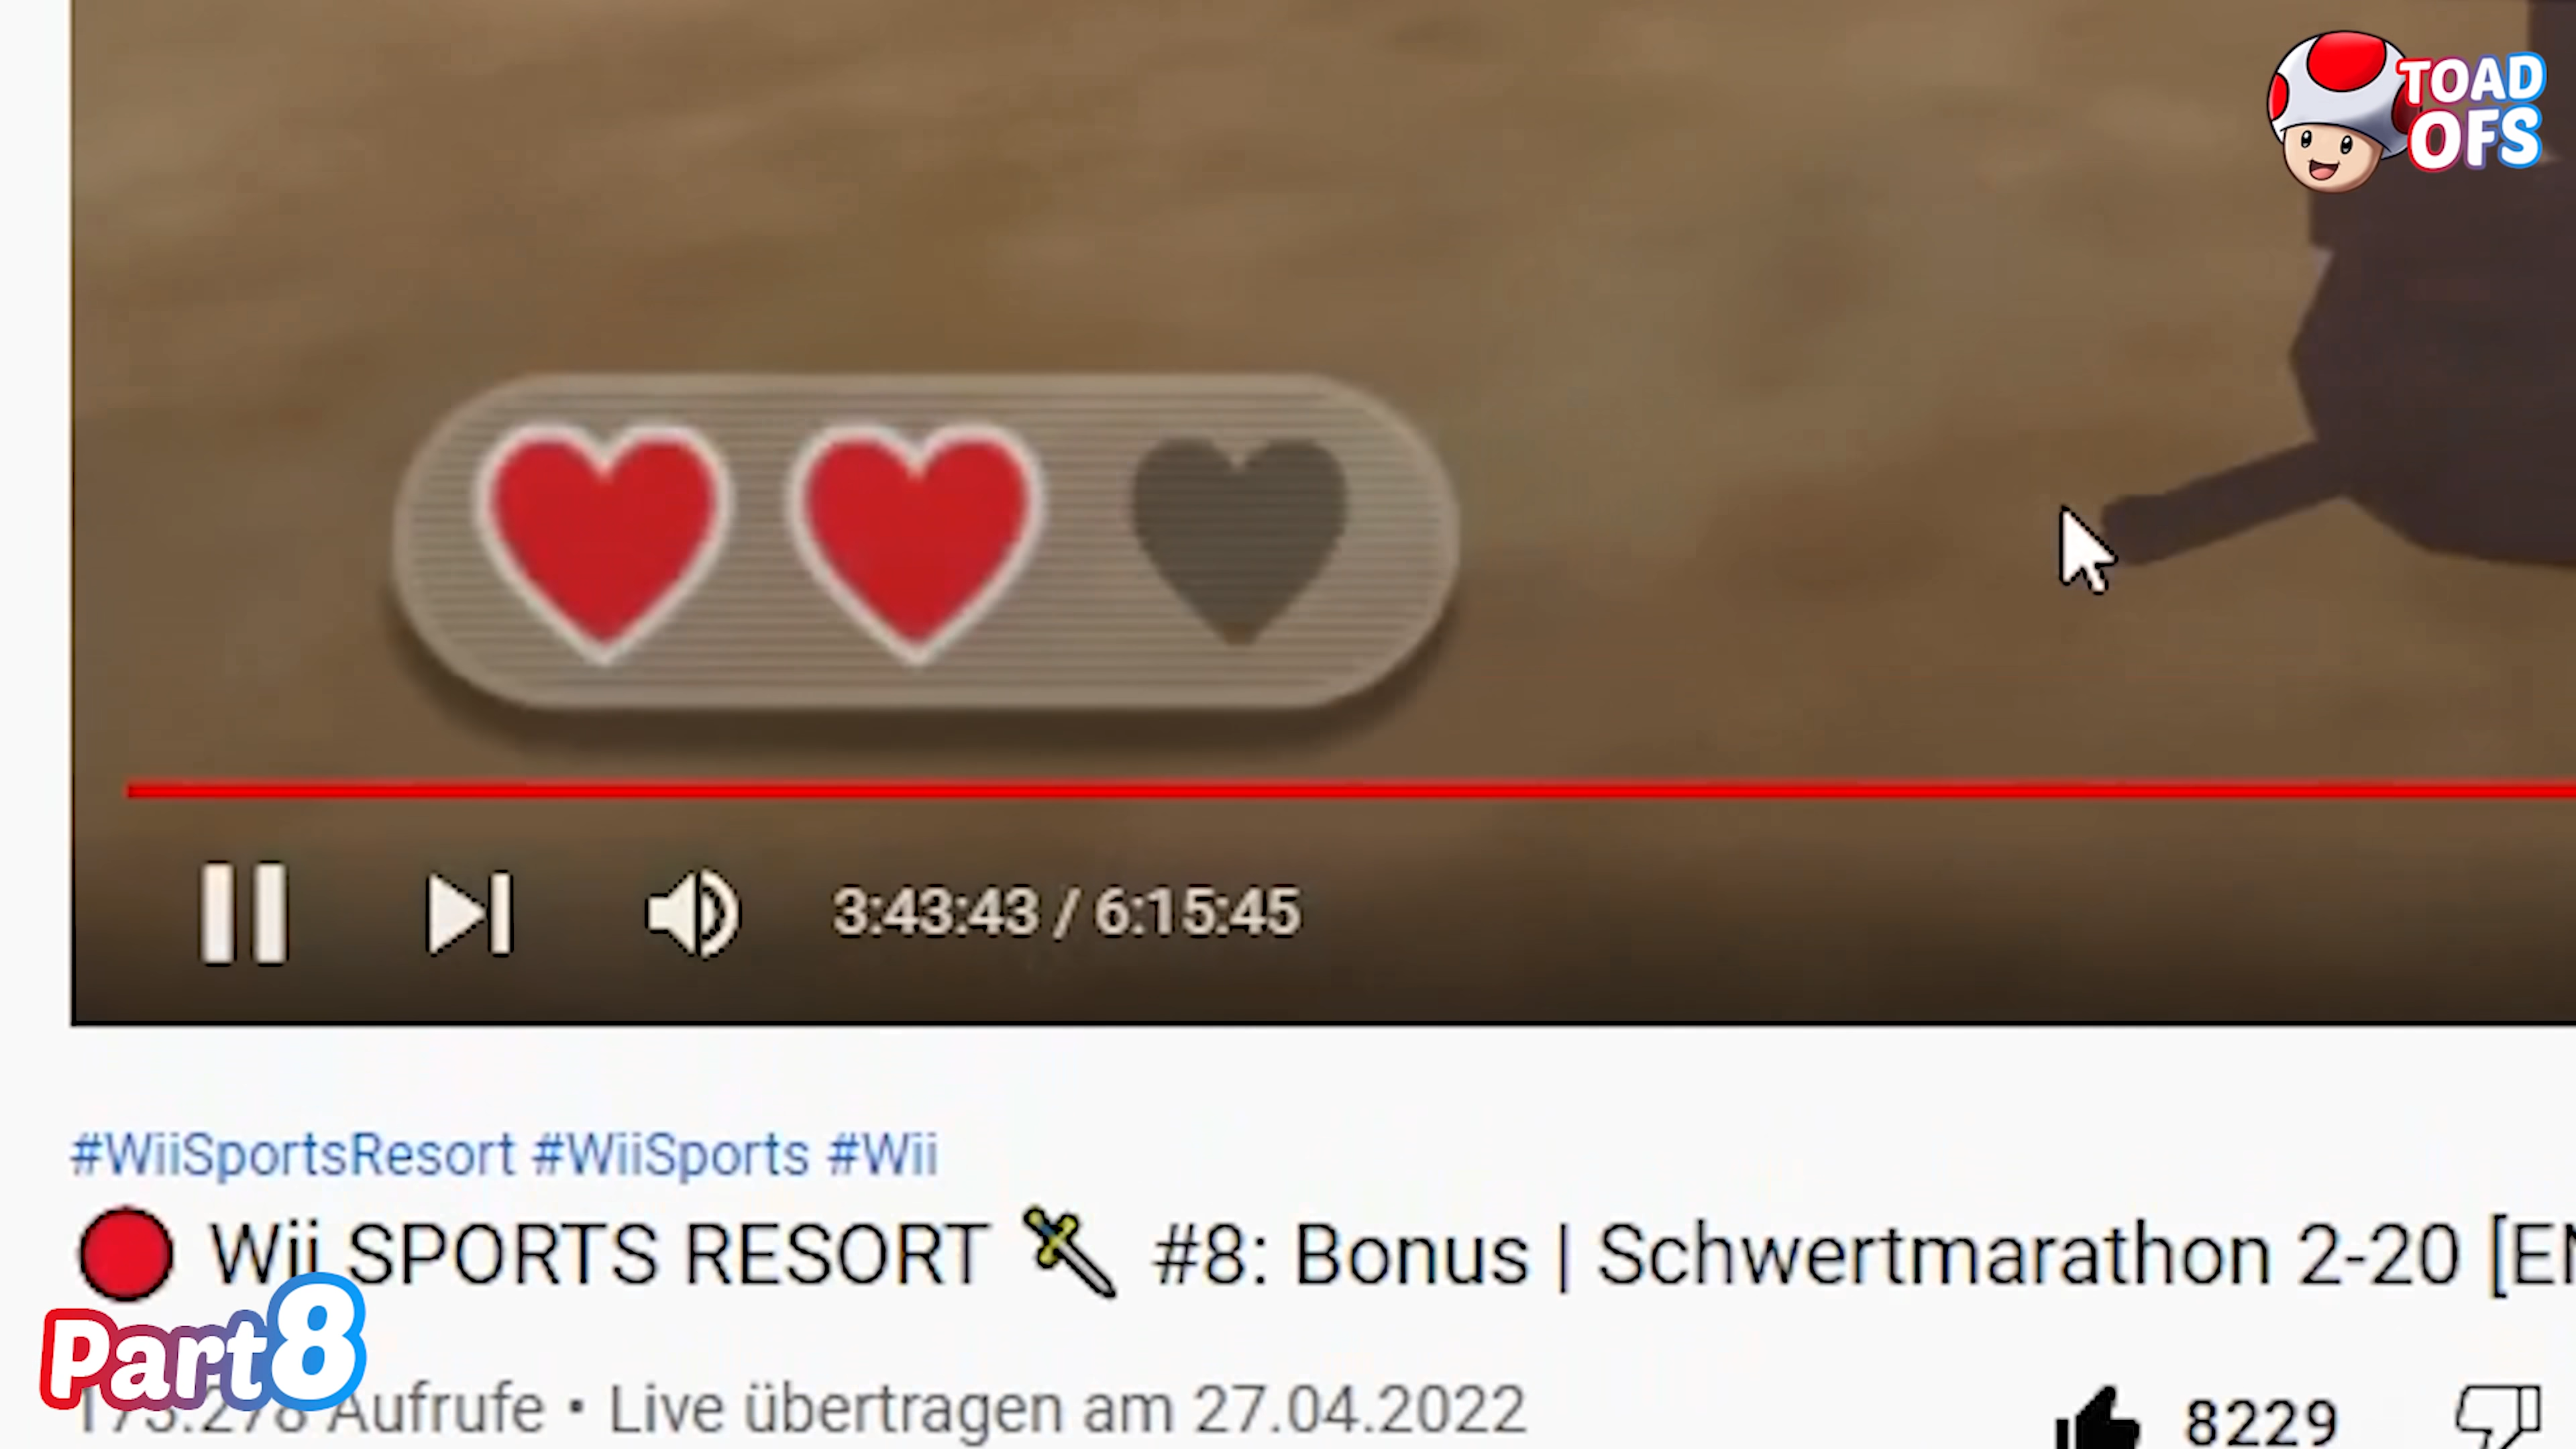 TOAD
OFS
3:43:43 / 6:15:45
#WiiSportsResort #WiiSports #Wii
Wii SPORTS RESORT #8: Bonus | Schwertmarathon 2-20 [EN
Part8
Aufrufe • Live übertragen am 27.04.2022
8229